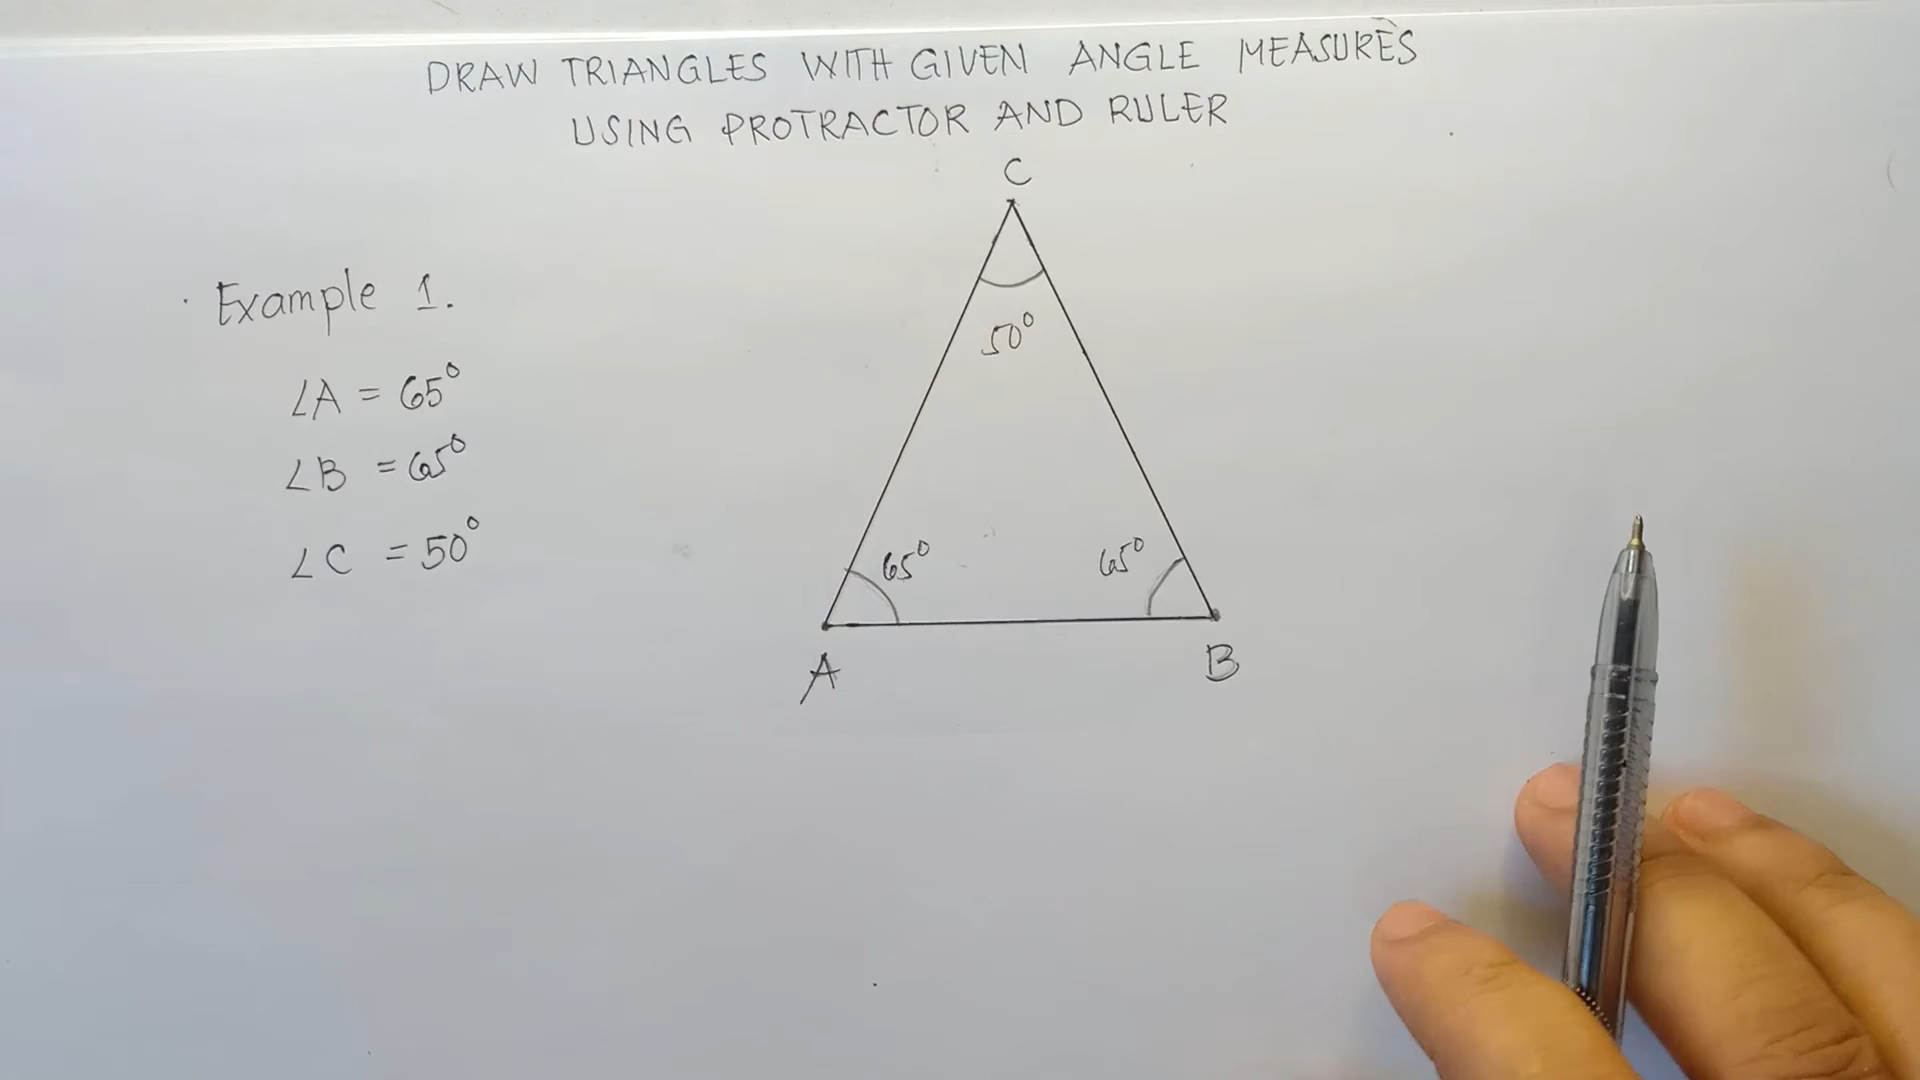 DRAW TRIANGLES WITH GIVEN ANGLE MEASURES
USING PROTRACTOR AND RULER
C
Example 1.
50°
∠A = 65°
∠B = 65°
∠C = 50°
65°
65°
A
B